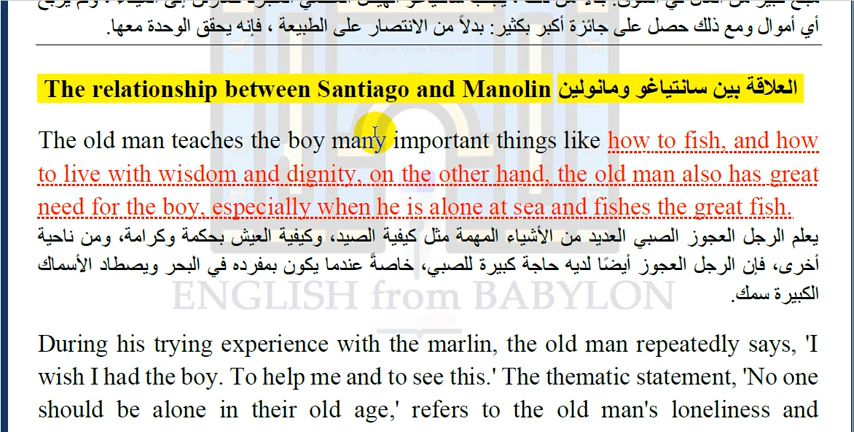 أي أموال ومع ذلك حصل على جائزة أكبر بكثير: بدلاً من الانتصار على الطبيعة ، فإنه يحقق الوحدة معها.
The relationship between Santiago and Manolin العلاقة بين سانتياغو ومانولين
The old man teaches the boy many important things like how to fish, and how
to live with wisdom and dignity, on the other hand, the old man also has great
need for the boy, especially when he is alone at sea and fishes the great fish.
يعلم الرجل العجوز الصبي العديد من الأشياء المهمة مثل كيفية الصيد، وكيفية العيش بحكمة وكرامة، ومن ناحية
أخرى، فإن الرجل العجوز أيضًا لديه حاجة كبيرة للصبي، خاصةً عندما يكون بمفرده في البحر ويصطاد الأسماك
الكبيرة سمك.
ENGLISH from BABYLON
During his trying experience with the marlin, the old man repeatedly says, 'I
wish I had the boy. To help me and to see this.' The thematic statement, 'No one
should be alone in their old age,' refers to the old man's loneliness and